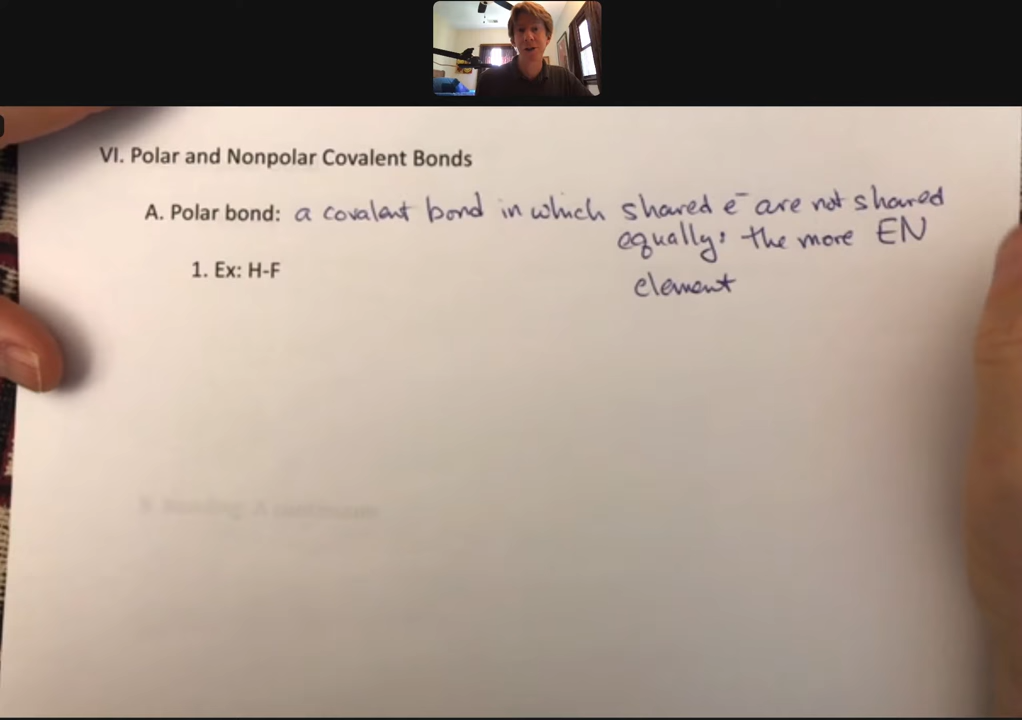 VI. Polar and Nonpolar Covalent Bonds
A. Polar bond: a covalent bond in which shared e⁻ are not shared
equally: the more EN
element
1. Ex: H-F